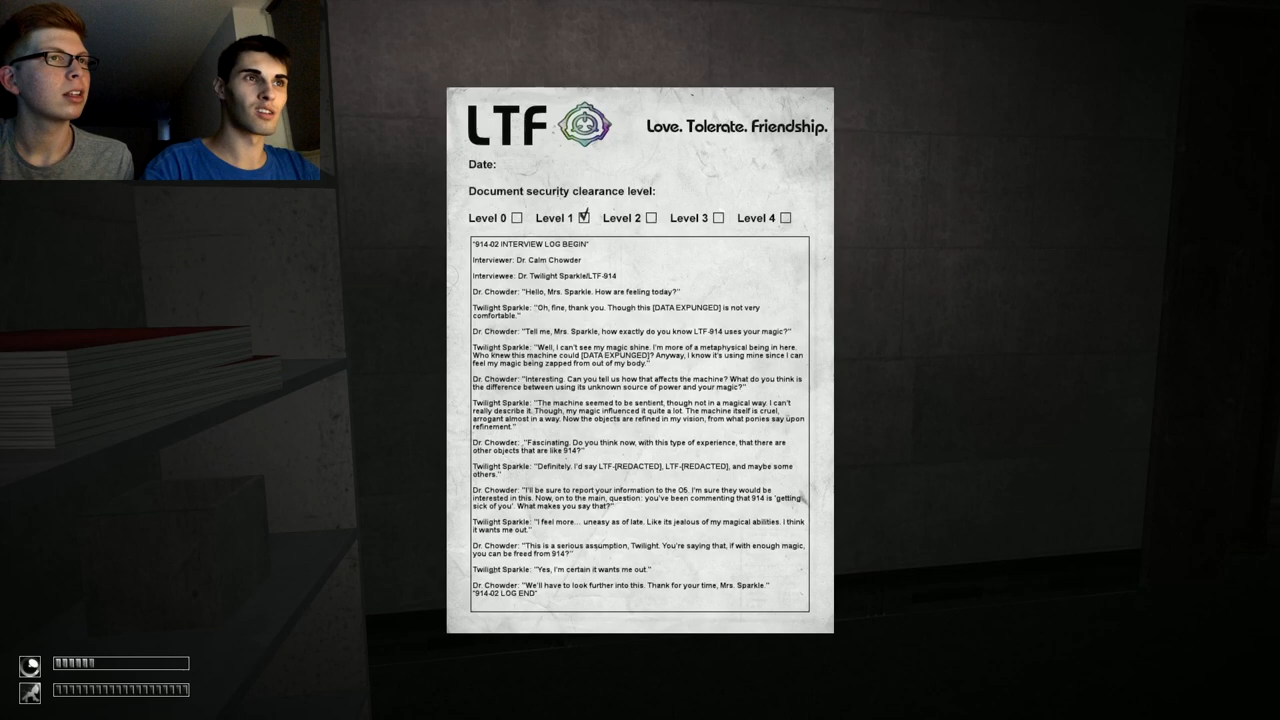 LTF
Love. Tolerate. Friendship.
Date:
Document security clearance level:
Level 0 Level 1 Level 2 Level 3 Level 4
"914-02 INTERVIEW LOG BEGIN"
Interviewer: Dr. Calm Chowder
Interviewee: Dr. Twilight Sparkle/LTF-914
Dr. Chowder: "Hello, Mrs. Sparkle. How are feeling today?"
Twilight Sparkle: "Oh, fine, thank you. Though this [DATA EXPUNGED] is not very
comfortable."
Dr. Chowder: "Tell me, Mrs. Sparkle, how exactly do you know LTF-914 uses your magic?"
Twilight Sparkle: "Well, I can't see my magic shine. I'm more of a metaphysical being in here.
Who knew this machine could [DATA EXPUNGED]? Anyway, I know it's using mine since I can
feel my magic being zapped from out of my body."
Dr. Chowder: "Interesting. Can you tell us how that affects the machine? What do you think is
the difference between using its unknown source of power and your magic?"
Twilight Sparkle: "The machine seemed to be sentient, though not in a magical way. I can't
really describe it. Though, my magic influenced it quite a lot. The machine itself is cruel,
arrogant almost in a way. Now the objects are refined in my vision, from what ponies say upon
refinement."
Dr. Chowder: ,"Fascinating. Do you think now, with this type of experience, that there are
other objects that are like 914?"
Twilight Sparkle: "Definitely. I'd say LTF-[REDACTED], LTF-[REDACTED], and maybe some
others."
Dr. Chowder: "I'll be sure to report your information to the O5. I'm sure they would be
interested in this. Now, on to the main, question: you've been commenting that 914 is 'getting
sick of you'. What makes you say that?"
Twilight Sparkle: "I feel more... uneasy as of late. Like its jealous of my magical abilities. I think
it wants me out."
Dr. Chowder: "This is a serious assumption, Twilight. You're saying that, if with enough magic,
you can be freed from 914?"
Twilight Sparkle: "Yes, I'm certain it wants me out."
Dr. Chowder: "We'll have to look further into this. Thank for your time, Mrs. Sparkle."
"914-02 LOG END"